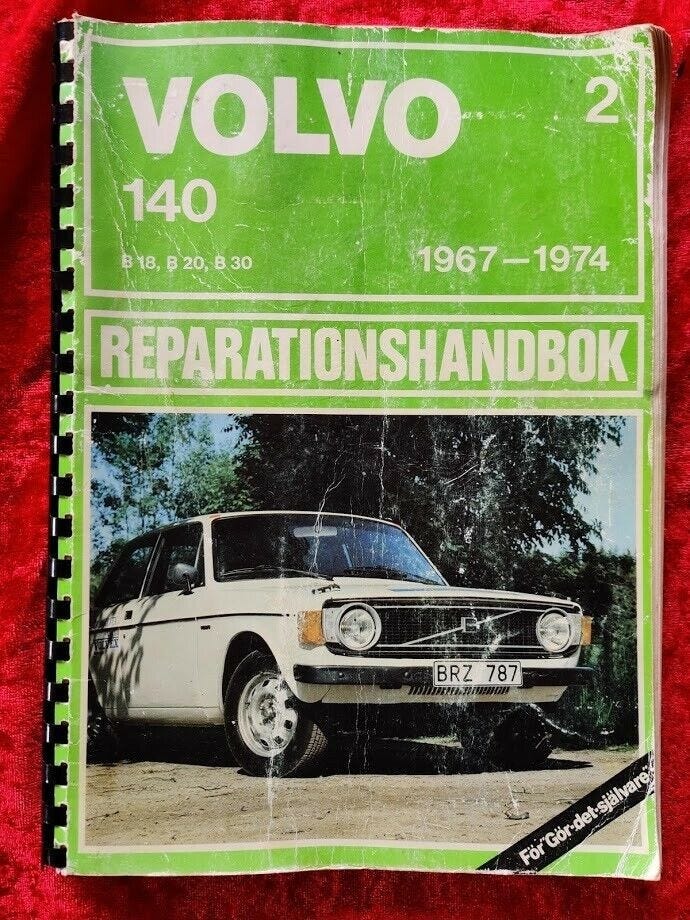 VOLVO
2
140
B 18, B 20, B 30
1967-1974
REPARATIONSHANDBOK
BRZ 787
För "Gör-det-självare"